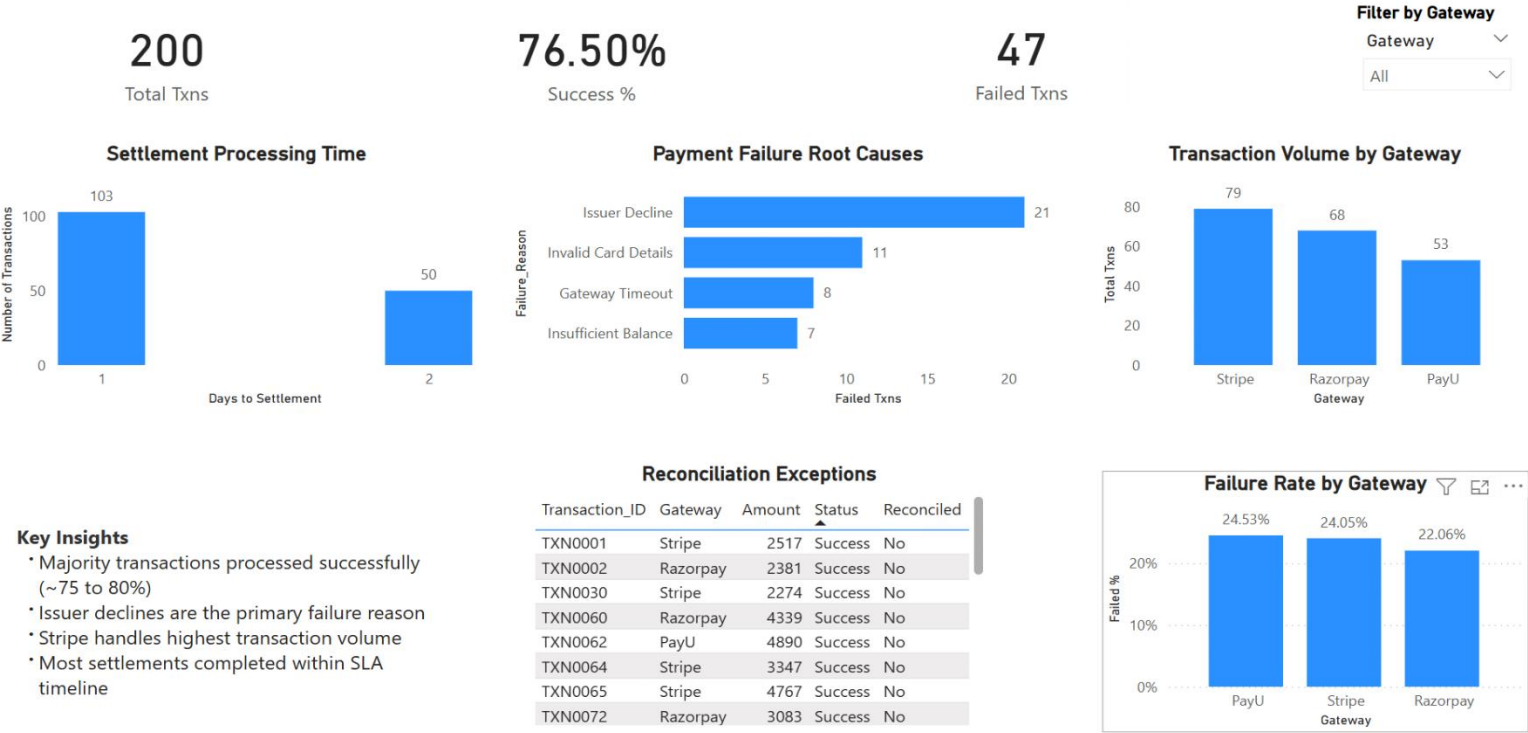 200
Total Txns
76.50%
Success %
47
Failed Txns
Filter by Gateway
Gateway
All
Settlement Processing Time
Number of Transactions
100
50
0
103
50
1
2
Days to Settlement
Payment Failure Root Causes
Failure_Reason
Issuer Decline
21
Invalid Card Details
11
Gateway Timeout
8
Insufficient Balance
7
0 5 10 15 20
Failed Txns
Transaction Volume by Gateway
Total Txns
80
60
40
20
0
79
68
53
Stripe Razorpay PayU
Gateway
Key Insights
• Majority transactions processed successfully
(~75 to 80%)
• Issuer declines are the primary failure reason
• Stripe handles highest transaction volume
• Most settlements completed within SLA
timeline
Reconciliation Exceptions
Transaction_ID Gateway Amount Status Reconciled
TXN0001 Stripe 2517 Success No
TXN0002 Razorpay 2381 Success No
TXN0030 Stripe 2274 Success No
TXN0060 Razorpay 4339 Success No
TXN0062 PayU 4890 Success No
TXN0064 Stripe 3347 Success No
TXN0065 Stripe 4767 Success No
TXN0072 Razorpay 3083 Success No
Failure Rate by Gateway
Failed %
20%
10%
0%
24.53%
24.05%
22.06%
PayU Stripe Razorpay
Gateway